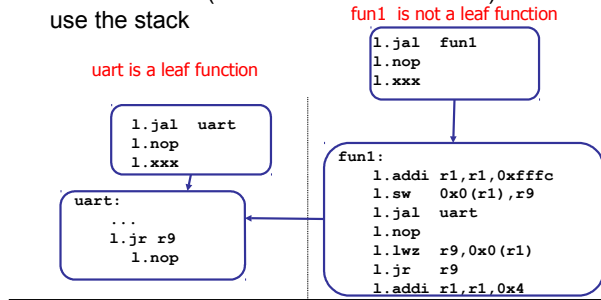 use the stack
fun1 is not a leaf function
l.jal fun1
l.nop
l.xxx
uart is a leaf function
l.jal uart
l.nop
l.xxx
uart:
...
l.jr r9
l.nop
fun1:
l.addi r1,r1,0xfffc
l.sw 0x0(r1),r9
l.jal uart
l.nop
l.lwz r9,0x0(r1)
l.jr r9
l.addi r1,r1,0x4